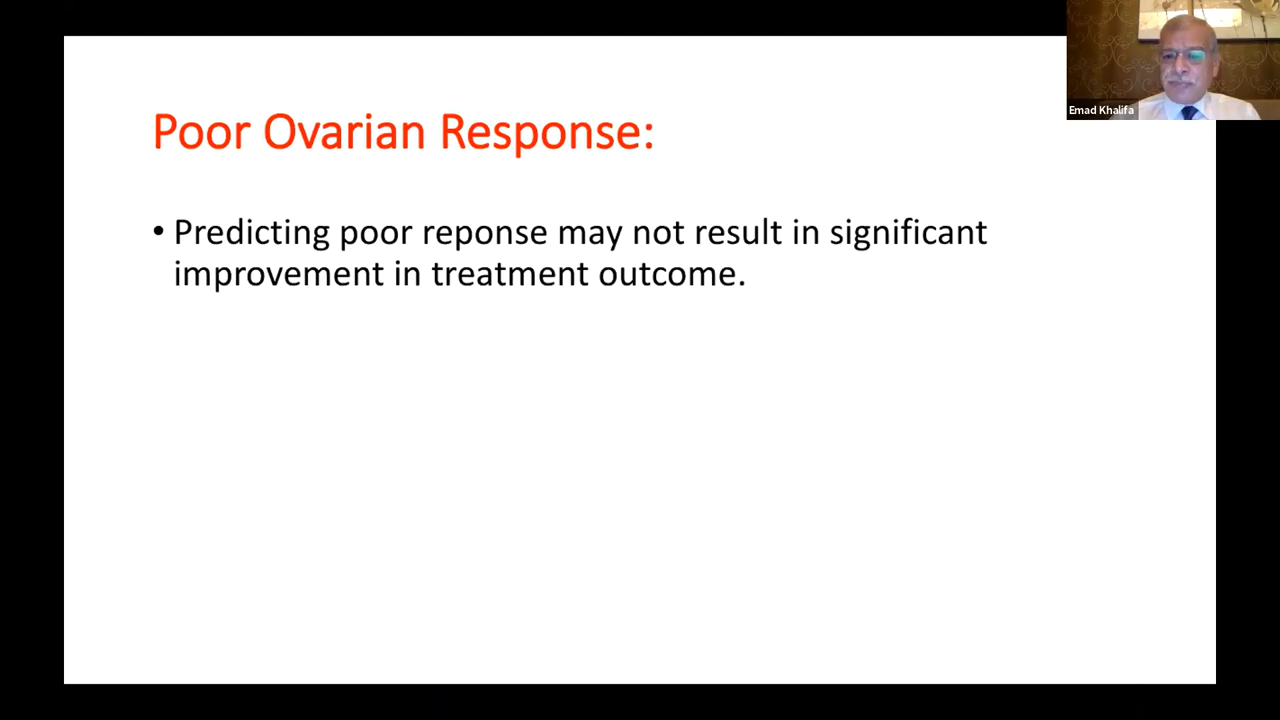 Emad Khalifa
Poor Ovarian Response:
• Predicting poor reponse may not result in significant
improvement in treatment outcome.